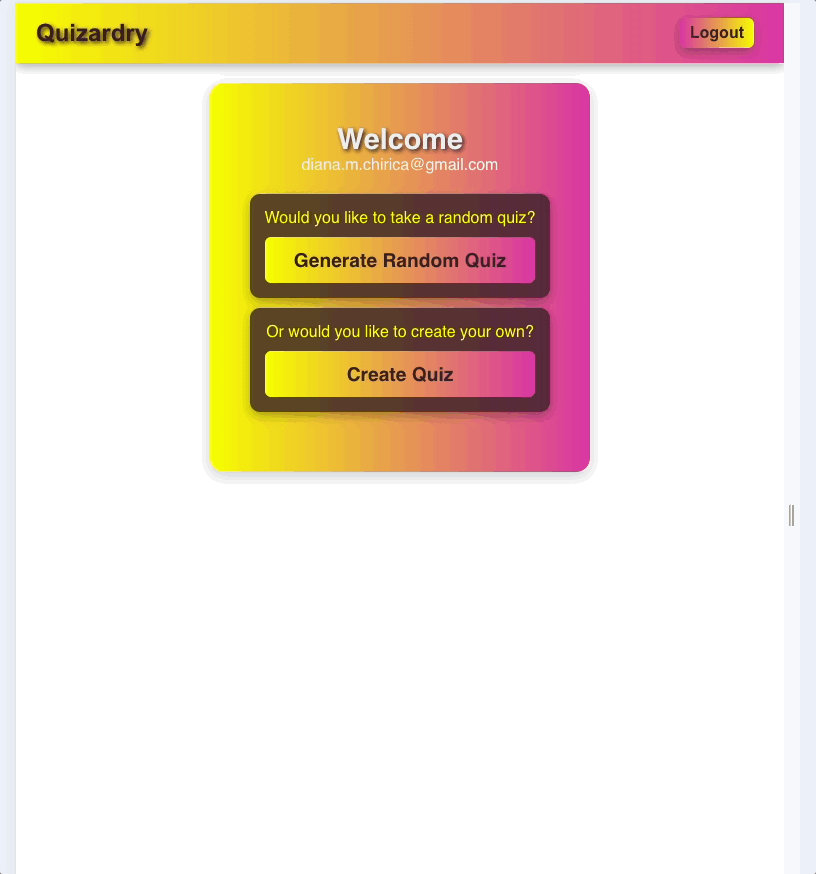 Quizardry
Logout
Welcome
diana.m.chirica@gmail.com
Would you like to take a random quiz?
Generate Random Quiz
Or would you like to create your own?
Create Quiz